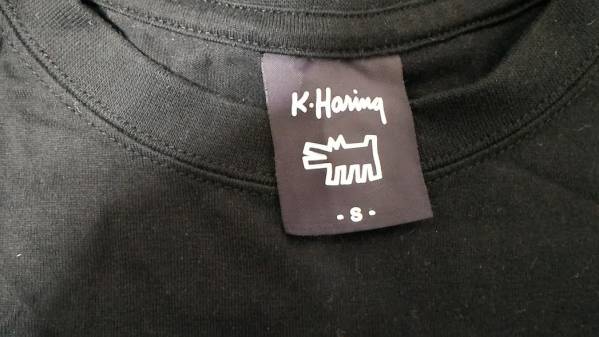 K·Haring
- S -